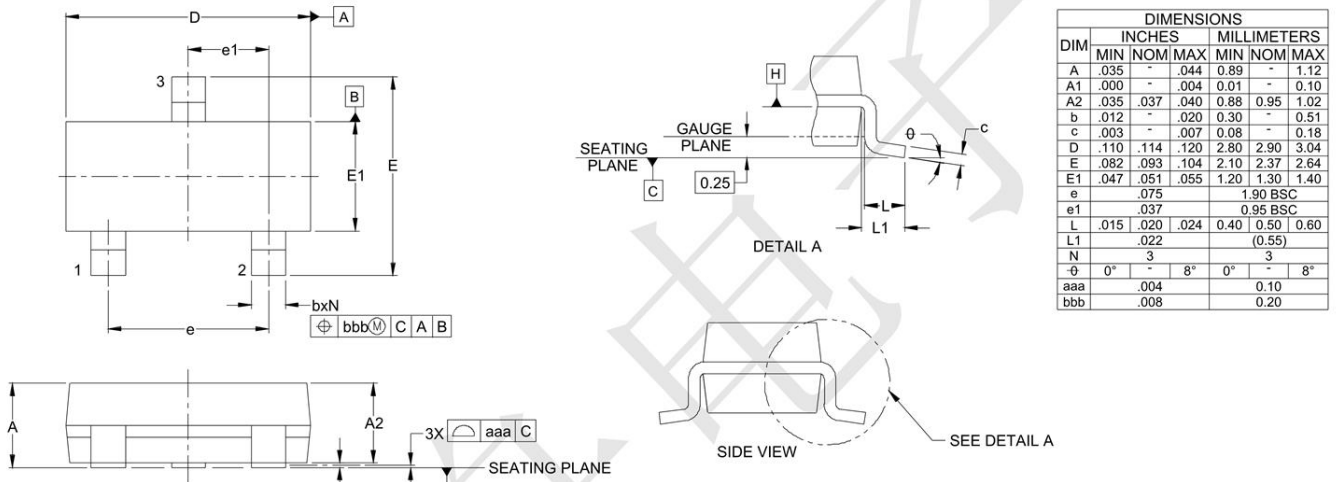 D
A
e1
3
B
E1
E
1
2
bxN
⌖ bbbⓂ C A B
e
A
A2
3X ⌓ aaa C
SEATING PLANE
H
GAUGE
PLANE
SEATING
PLANE
C
0.25
θ
c
L
L1
DETAIL A
SIDE VIEW
SEE DETAIL A
DIMENSIONS
DIM INCHES MILLIMETERS
MIN NOM MAX MIN NOM MAX
A .035 - .044 0.89 - 1.12
A1 .000 - .004 0.01 - 0.10
A2 .035 .037 .040 0.88 0.95 1.02
b .012 - .020 0.30 - 0.51
c .003 - .007 0.08 - 0.18
D .110 .114 .120 2.80 2.90 3.04
E .082 .093 .104 2.10 2.37 2.64
E1 .047 .051 .055 1.20 1.30 1.40
e .075 1.90 BSC
e1 .037 0.95 BSC
L .015 .020 .024 0.40 0.50 0.60
L1 .022 (0.55)
N 3 3
θ 0° - 8° 0° - 8°
aaa .004 0.10
bbb .008 0.20